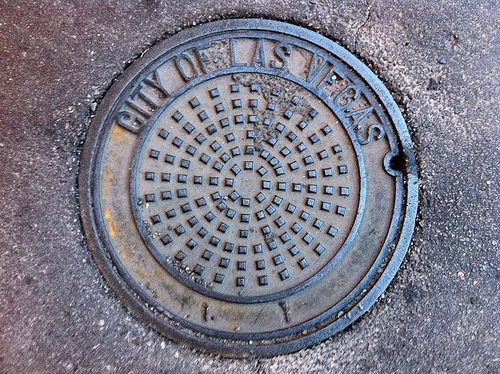 CITY OF LAS VEGAS